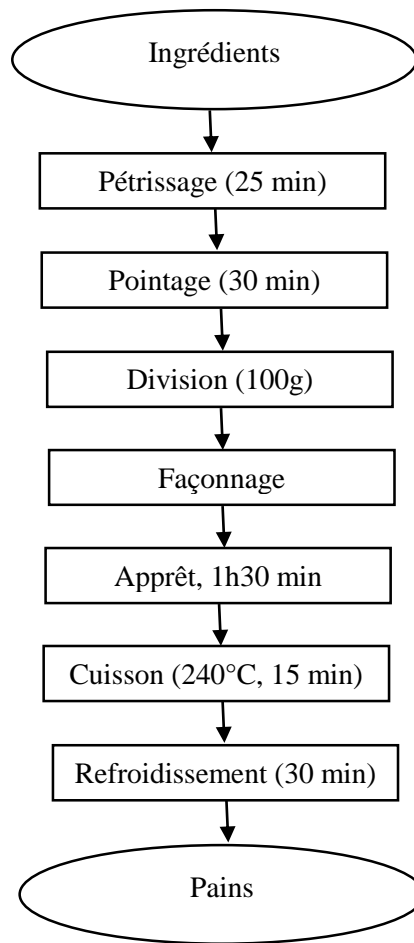 Ingrédients
Pétrissage (25 min)
Pointage (30 min)
Division (100g)
Façonnage
Apprêt, 1h30 min
Cuisson (240°C, 15 min)
Refroidissement (30 min)
Pains